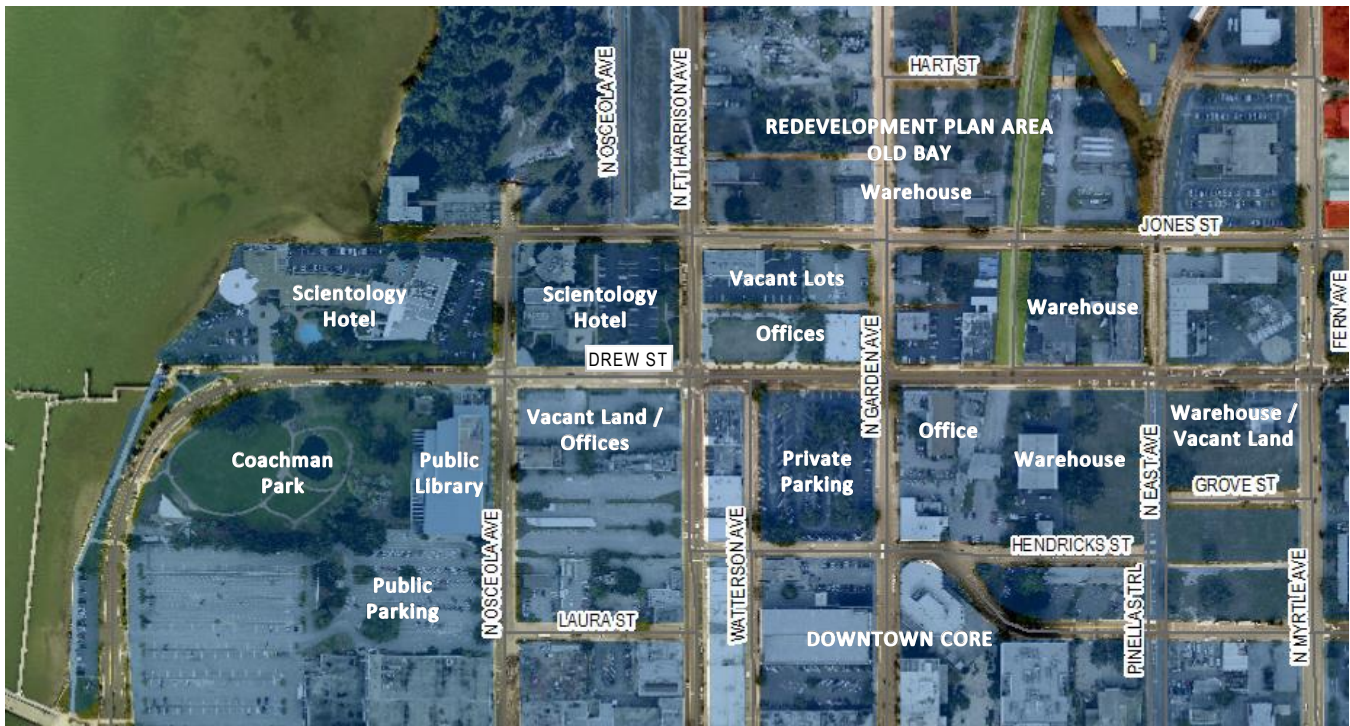 HART ST
N OSCEOLA AVE
N FT HARRISON AVE
REDEVELOPMENT PLAN AREA
OLD BAY
Warehouse
JONES ST
Scientology
Hotel
Scientology
Hotel
Vacant Lots
Offices
Warehouse
FERN AVE
DREW ST
N GARDEN AVE
Coachman
Park
Public
Library
Vacant Land /
Offices
Private
Parking
Office
Warehouse
Warehouse /
Vacant Land
N EAST AVE
GROVE ST
N OSCEOLA AVE
WATTERSON AVE
HENDRICKS ST
Public
Parking
LAURA ST
DOWNTOWN CORE
PINELLAS TRL
N MYRTLE AVE